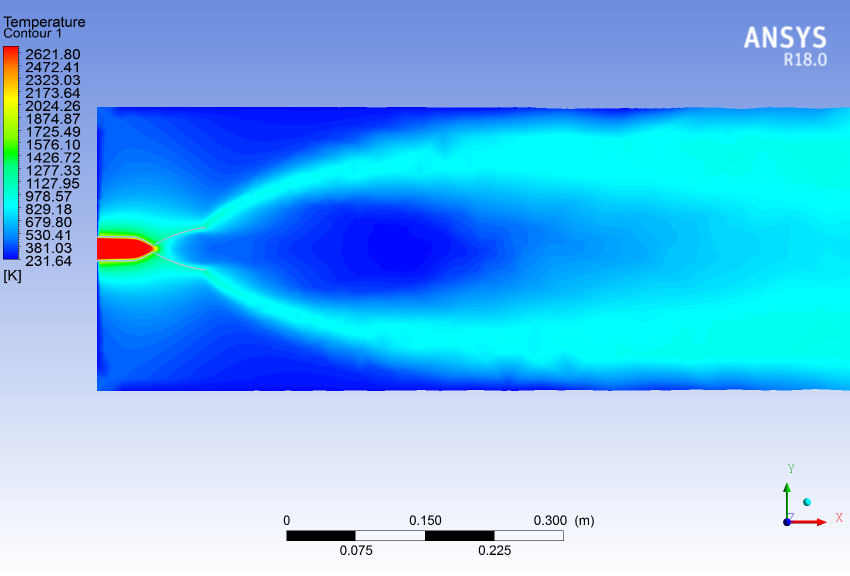 Temperature
Contour 1
2621.80
2472.41
2323.03
2173.64
2024.26
1874.87
1725.49
1576.10
1426.72
1277.33
1127.95
978.57
829.18
679.80
530.41
381.03
231.64
[K]
ANSYS
R18.0
0 0.150 0.300 (m)
0.075 0.225
Y
Z X